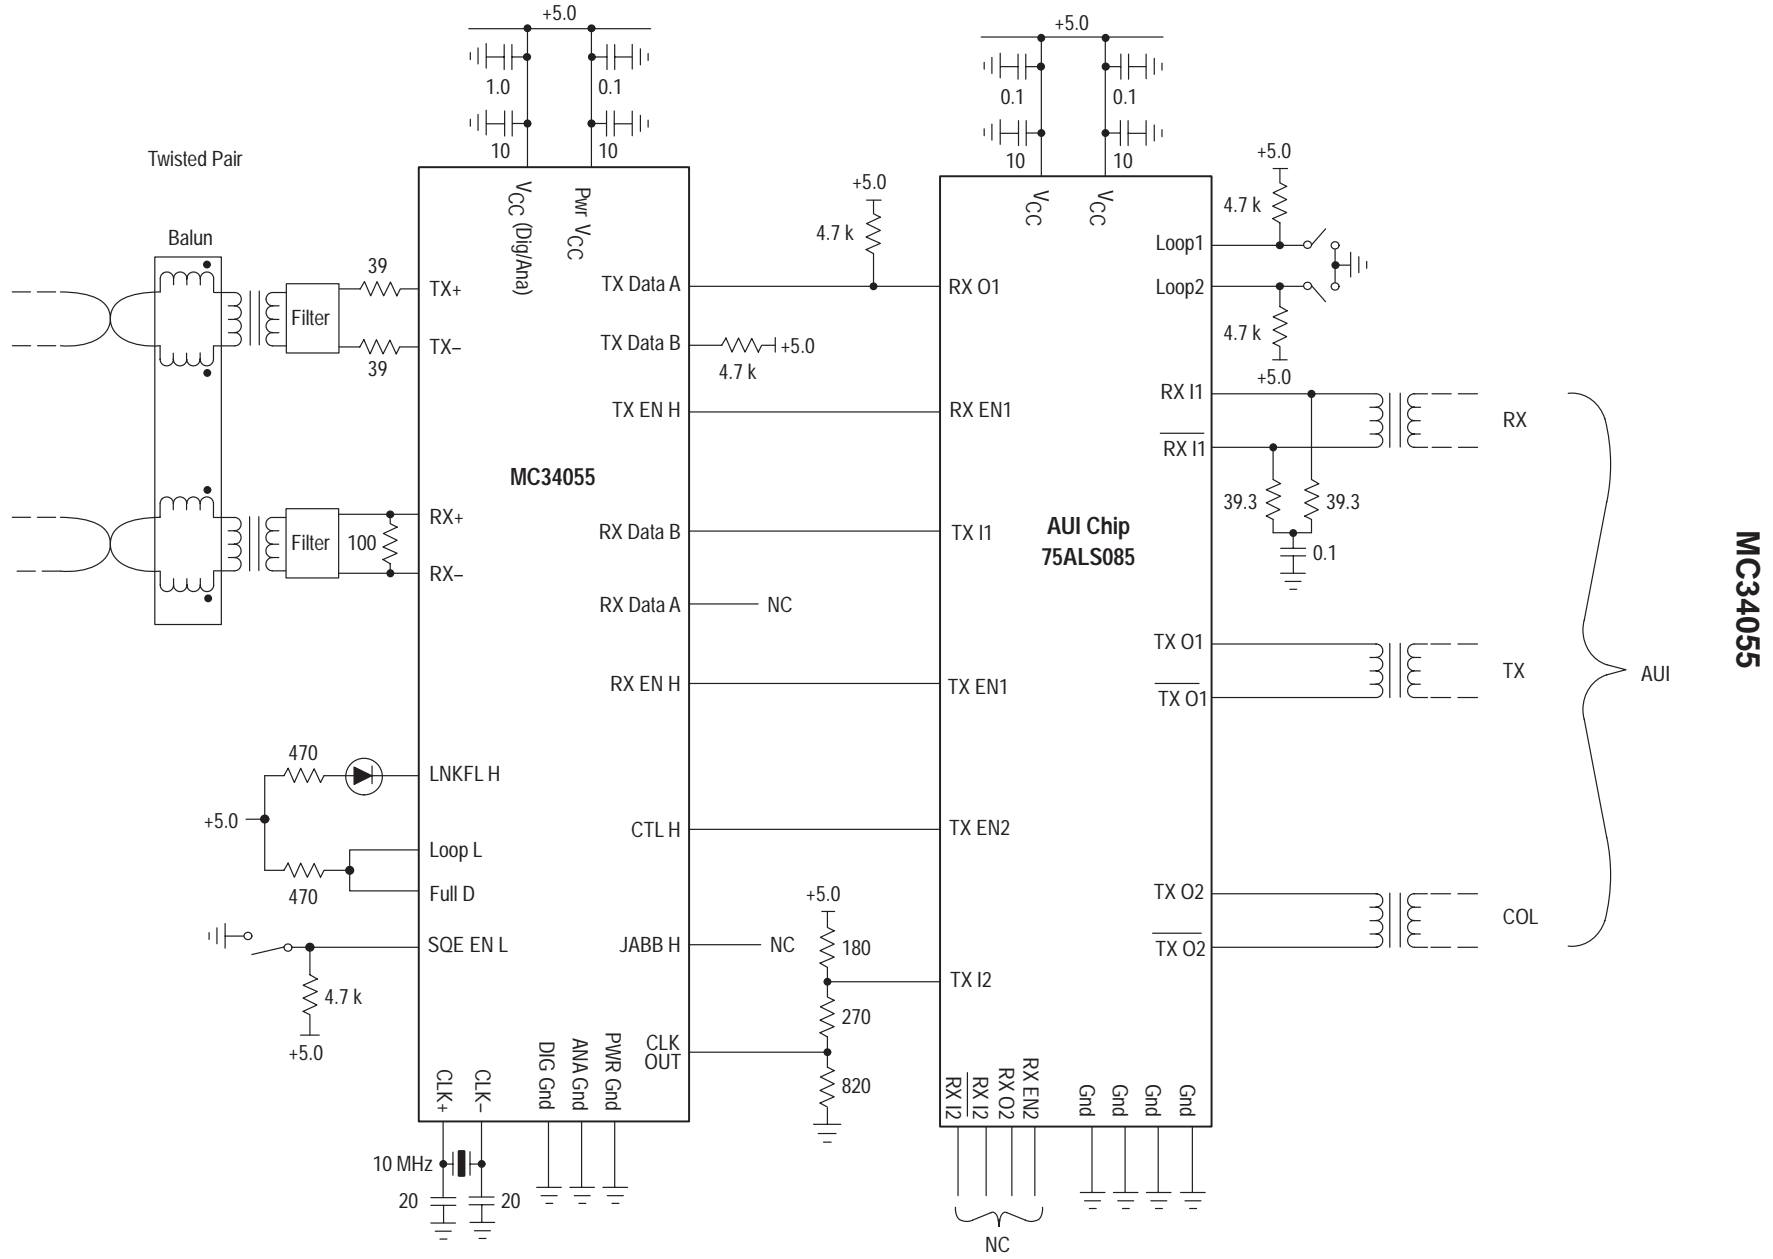 +5.0
1.0
0.1
10
10
+5.0
0.1
0.1
10
10
Twisted Pair
Balun
39
39
Filter
Filter
100
TX+
TX–
RX+
RX–
VCC (Dig/Ana)
Pwr VCC
TX Data A
TX Data B
TX EN H
MC34055
RX Data B
RX Data A
NC
RX EN H
LNKFL H
Loop L
Full D
SQE EN L
CTL H
JABB H
NC
CLK OUT
470
+5.0
470
4.7 k
+5.0
CLK+
CLK–
DIG Gnd
ANA Gnd
PWR Gnd
10 MHz
20
20
+5.0
4.7 k
+5.0
4.7 k
+5.0
180
270
820
VCC
VCC
RX O1
RX EN1
TX I1
AUI Chip
75ALS085
TX EN1
TX EN2
TX I2
RX I2
RX I2
RX O2
RX EN2
Gnd
Gnd
Gnd
Gnd
NC
Loop1
Loop2
RX I1
RX I1
TX O1
TX O1
TX O2
TX O2
+5.0
4.7 k
4.7 k
+5.0
39.3
39.3
0.1
RX
TX
COL
AUI
MC34055